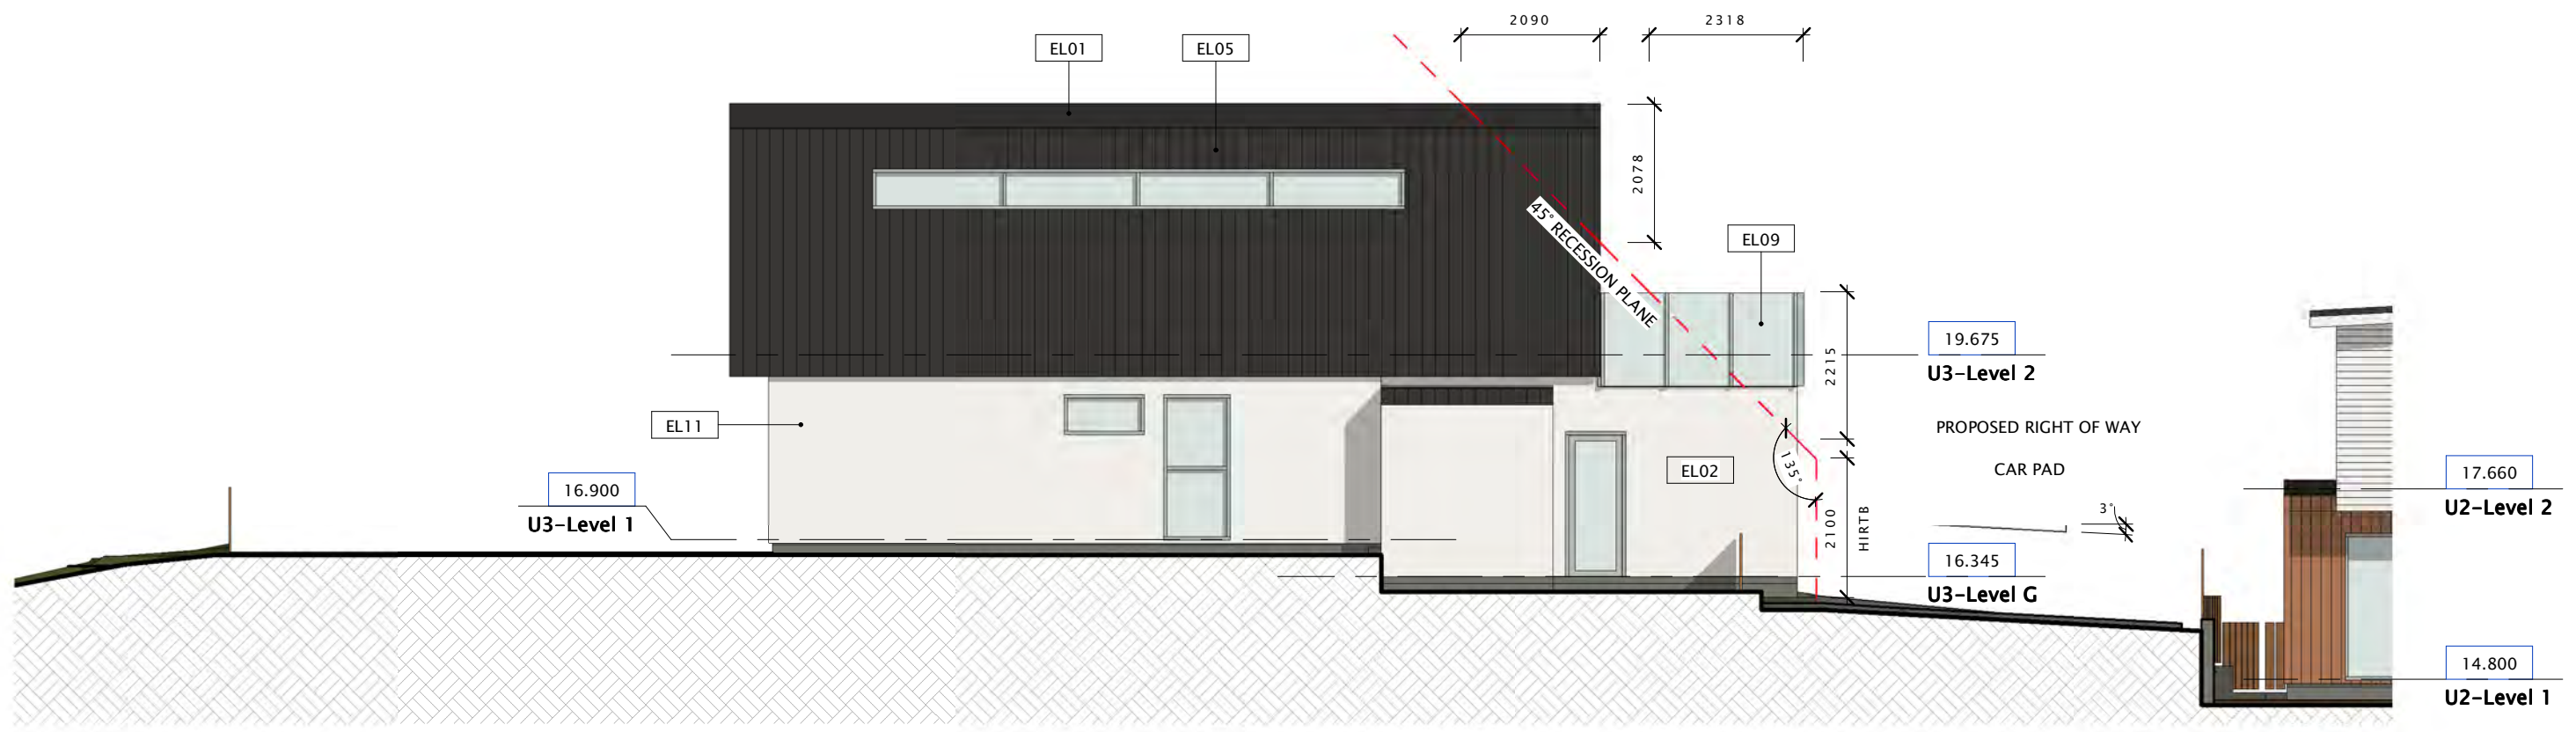 2090
2318
EL01
EL05
2078
45° RECESSION PLANE
EL09
19.675
U3-Level 2
2215
EL11
PROPOSED RIGHT OF WAY
CAR PAD
135°
EL02
16.900
U3-Level 1
17.660
U2-Level 2
3°
2100
HIRTB
16.345
U3-Level G
14.800
U2-Level 1